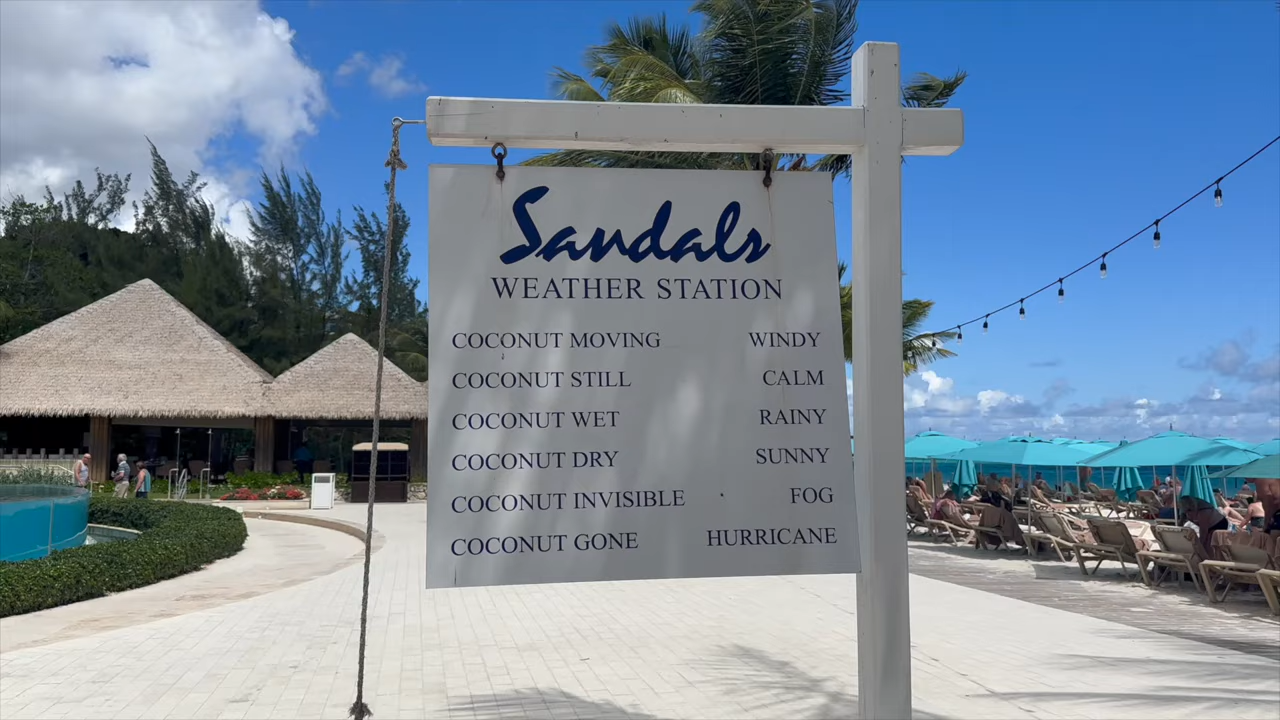 Sandals
WEATHER STATION
COCONUT MOVING WINDY
COCONUT STILL CALM
COCONUT WET RAINY
COCONUT DRY SUNNY
COCONUT INVISIBLE FOG
COCONUT GONE HURRICANE